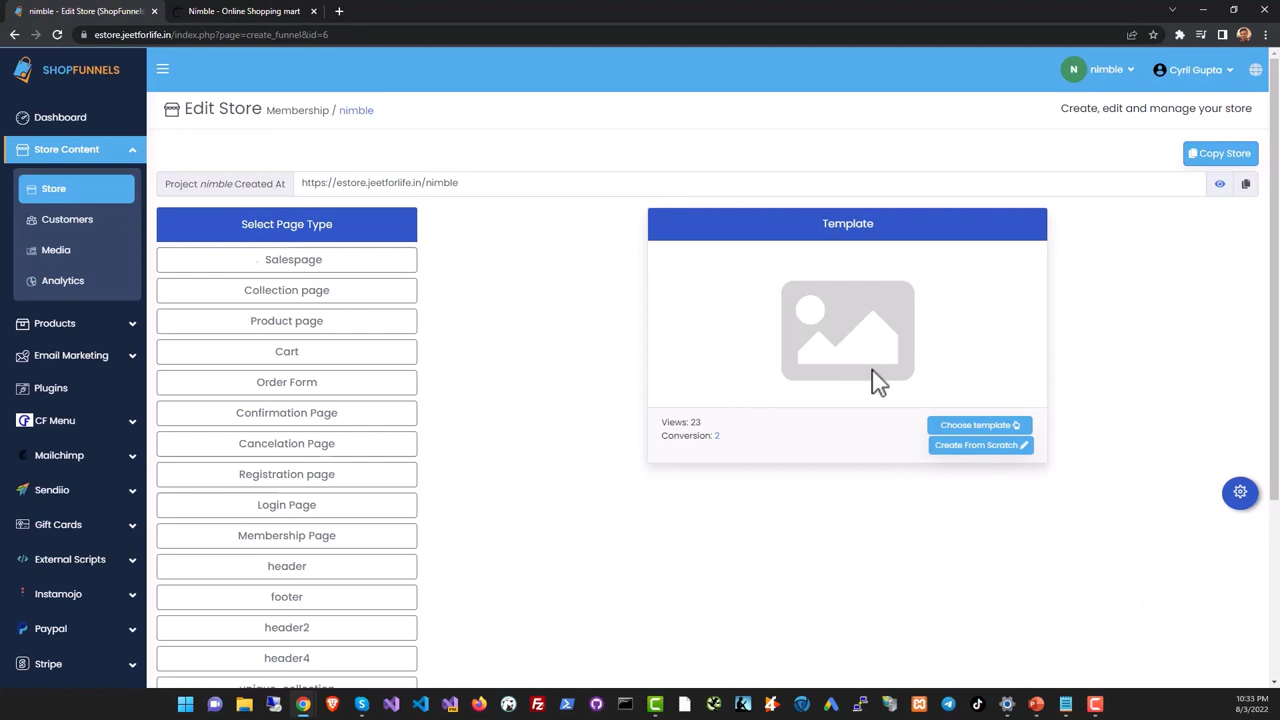 nimble - Edit Store (ShopFunnels
Nimble - Online Shopping mart
estore.jeetforlife.in/index.php?page=create_funnel&id=6
SHOPFUNNELS
N nimble
Cyril Gupta
Edit Store Membership / nimble
Create, edit and manage your store
Dashboard
Store Content
Copy Store
Project nimble Created At
https://estore.jeetforlife.in/nimble
Store
Customers
Media
Analytics
Products
Email Marketing
Plugins
CF Menu
Mailchimp
Sendiio
Gift Cards
External Scripts
Instamojo
Paypal
Stripe
Select Page Type
Salespage
Collection page
Product page
Cart
Order Form
Confirmation Page
Cancelation Page
Registration page
Login Page
Membership Page
header
footer
header2
header4
unique_collection
Template
Views: 23
Conversion: 2
Choose template
Create From Scratch
10:33 PM
8/3/2022